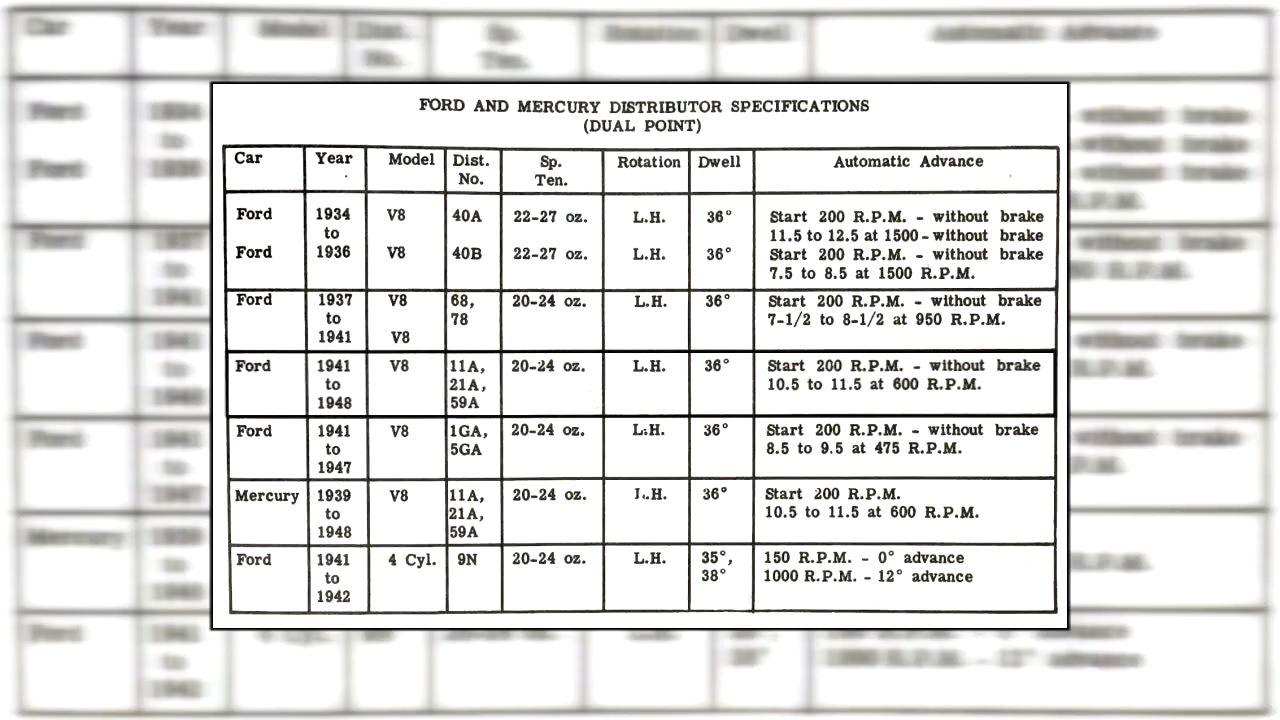 FORD AND MERCURY DISTRIBUTOR SPECIFICATIONS
(DUAL POINT)
Car Year Model Dist. No. Sp. Ten. Rotation Dwell Automatic Advance
Ford 1934 V8 40A 22-27 oz. L.H. 36° Start 200 R.P.M. - without brake
to 11.5 to 12.5 at 1500 - without brake
Ford 1936 V8 40B 22-27 oz. L.H. 36° Start 200 R.P.M. - without brake
7.5 to 8.5 at 1500 R.P.M.
Ford 1937 V8 68, 20-24 oz. L.H. 36° Start 200 R.P.M. - without brake
to 78 7-1/2 to 8-1/2 at 950 R.P.M.
1941 V8
Ford 1941 V8 11A, 20-24 oz. L.H. 36° Start 200 R.P.M. - without brake
to 21A, 10.5 to 11.5 at 600 R.P.M.
1948 59A
Ford 1941 V8 1GA, 20-24 oz. L.H. 36° Start 200 R.P.M. - without brake
to 5GA 8.5 to 9.5 at 475 R.P.M.
1947
Mercury 1939 V8 11A, 20-24 oz. L.H. 36° Start 200 R.P.M.
to 21A, 10.5 to 11.5 at 600 R.P.M.
1948 59A
Ford 1941 4 Cyl. 9N 20-24 oz. L.H. 35°, 150 R.P.M. - 0° advance
to 38° 1000 R.P.M. - 12° advance
1942